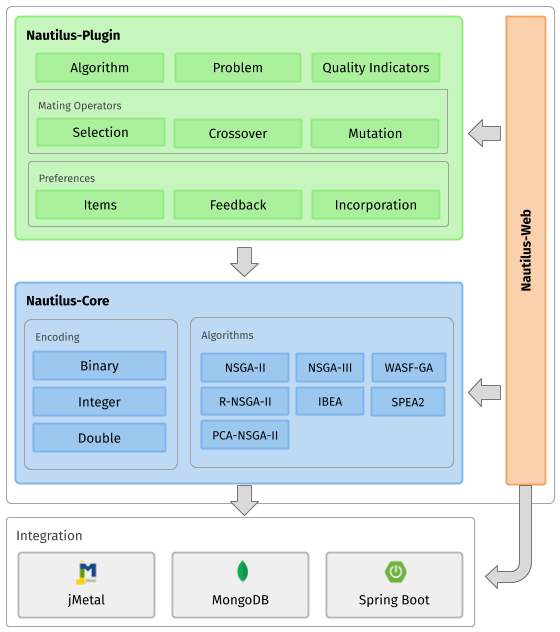 Nautilus-Plugin
Algorithm
Problem
Quality Indicators
Mating Operators
Selection
Crossover
Mutation
Preferences
Items
Feedback
Incorporation
Nautilus-Web
Nautilus-Core
Encoding
Binary
Integer
Double
Algorithms
NSGA-II
NSGA-III
WASF-GA
R-NSGA-II
IBEA
SPEA2
PCA-NSGA-II
Integration
jMetal
MongoDB
Spring Boot